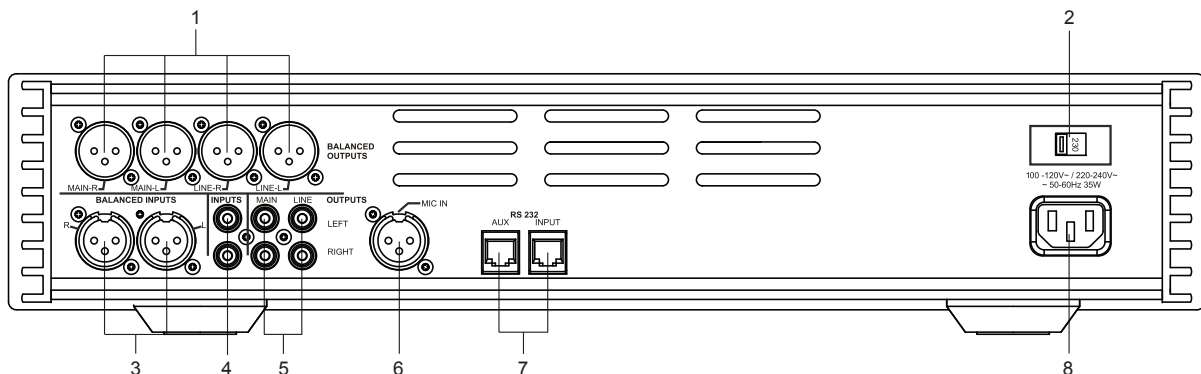 1 2
230
BALANCED
OUTPUTS
MAIN-R MAIN-L LINE-R LINE-L
100 -120V~ / 220-240V~
~ 50-60Hz 35W
BALANCED INPUTS INPUTS MAIN LINE OUTPUTS
R L LEFT
MIC IN
RS 232
AUX INPUT
RIGHT
3 4 5 6 7 8